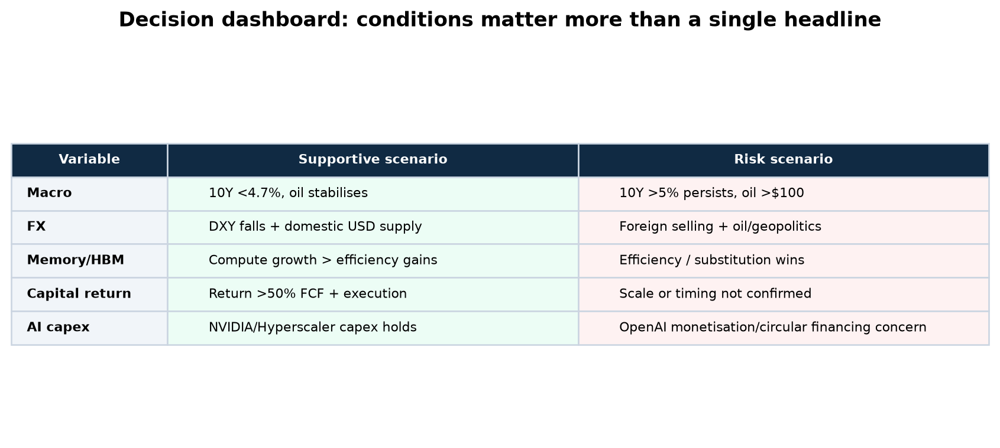 Decision dashboard: conditions matter more than a single headline
Variable Supportive scenario Risk scenario
Macro 10Y <4.7%, oil stabilises 10Y >5% persists, oil >$100
FX DXY falls + domestic USD supply Foreign selling + oil/geopolitics
Memory/HBM Compute growth > efficiency gains Efficiency / substitution wins
Capital return Return >50% FCF + execution Scale or timing not confirmed
AI capex NVIDIA/Hyperscaler capex holds OpenAI monetisation/circular financing concern